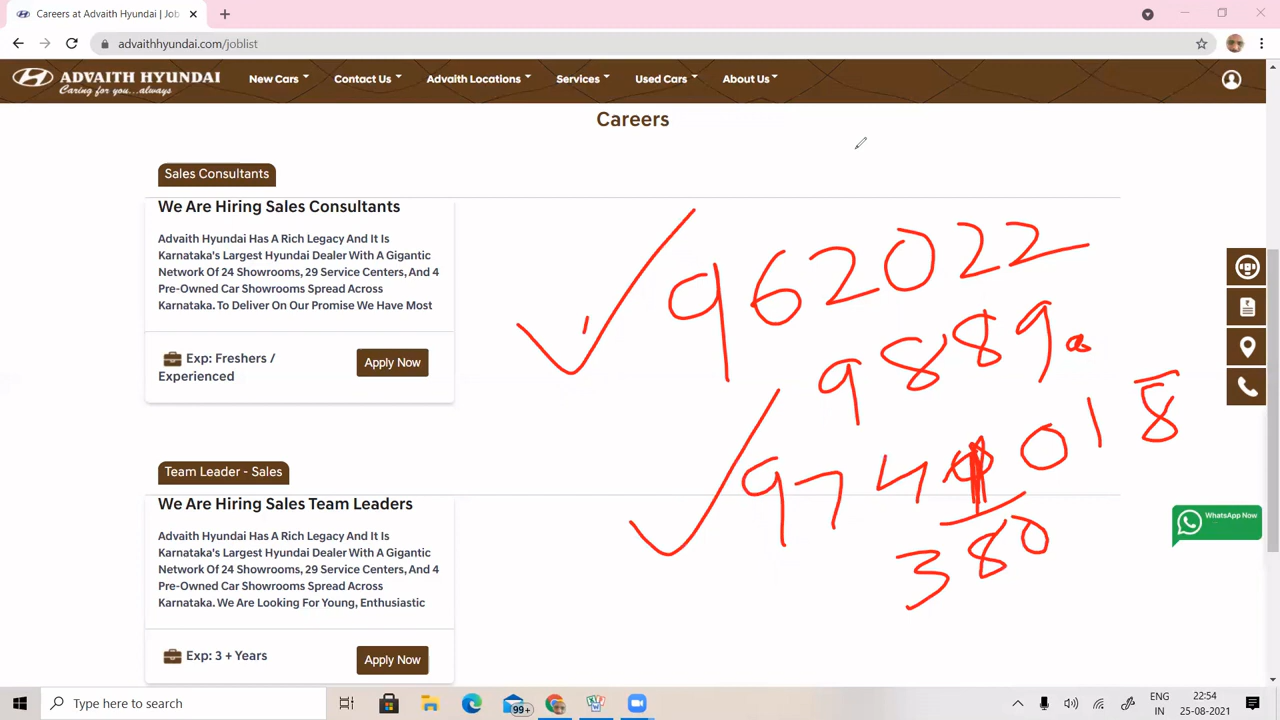 Careers at Advaith Hyundai | Job
advaithhyundai.com/joblist
ADVAITH HYUNDAI
Caring for you...always
New Cars
Contact Us
Advaith Locations
Services
Used Cars
About Us
Careers
Sales Consultants
We Are Hiring Sales Consultants
Advaith Hyundai Has A Rich Legacy And It Is
Karnataka's Largest Hyundai Dealer With A Gigantic
Network Of 24 Showrooms, 29 Service Centers, And 4
Pre-Owned Car Showrooms Spread Across
Karnataka. To Deliver On Our Promise We Have Most
Exp: Freshers /
Experienced
Apply Now
962022
9889
974
018
380
Team Leader - Sales
We Are Hiring Sales Team Leaders
Advaith Hyundai Has A Rich Legacy And It Is
Karnataka's Largest Hyundai Dealer With A Gigantic
Network Of 24 Showrooms, 29 Service Centers, And 4
Pre-Owned Car Showrooms Spread Across
Karnataka. We Are Looking For Young, Enthusiastic
Exp: 3 + Years
Apply Now
WhatsApp Now
Type here to search
99+
ENG
IN
22:54
25-08-2021